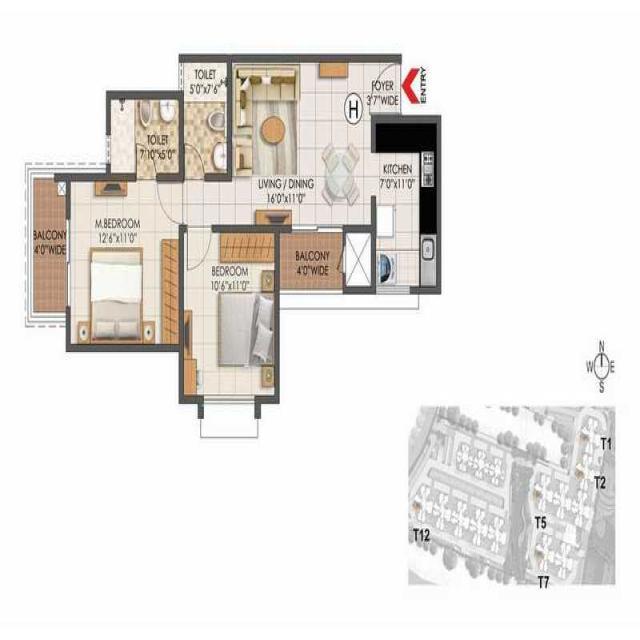 TOILET
5'0"x7'6"
FOYER
3'7"WIDE
ENTRY
H
TOILET
7'10"x5'0"
LIVING / DINING
16'0"x11'0"
KITCHEN
7'0"x11'0"
BALCONY
4'0"WIDE
M.BEDROOM
12'6"x11'0"
BALCONY
4'0"WIDE
BEDROOM
10'6"x11'0"
N
W E
S
T1
T2
T5
T12
T7